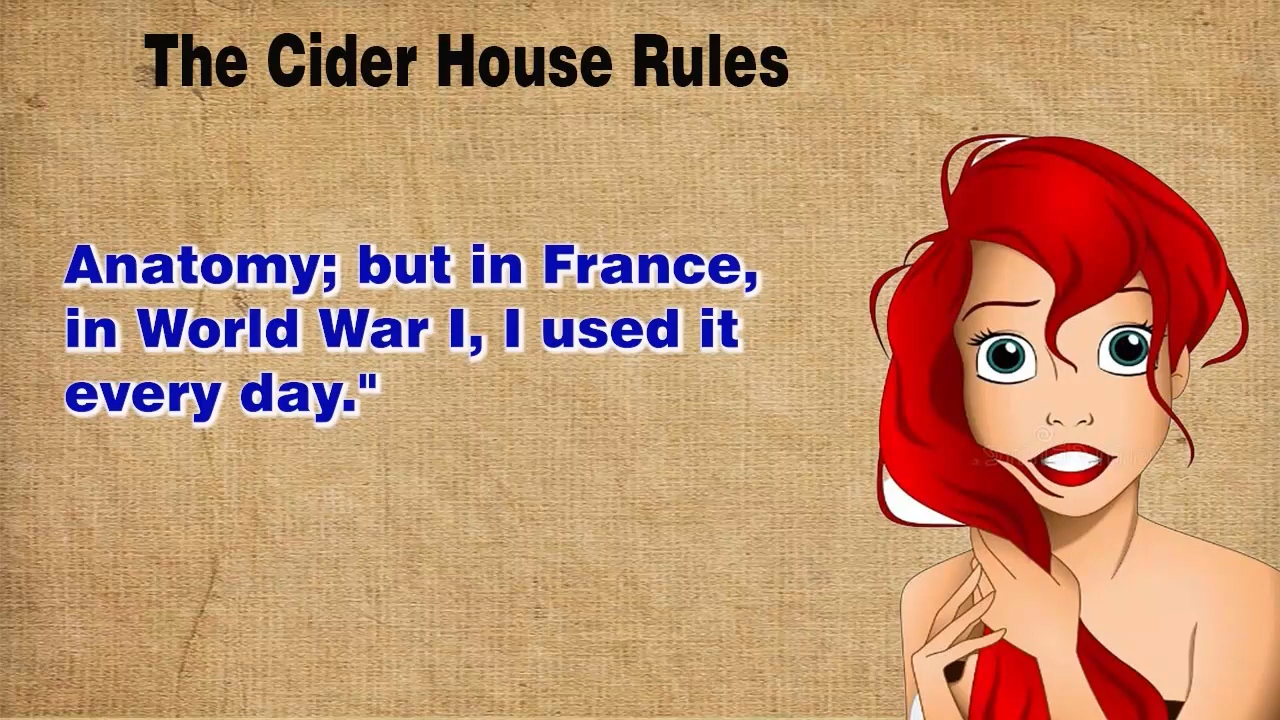 The Cider House Rules
Anatomy; but in France,
in World War I, I used it
every day."